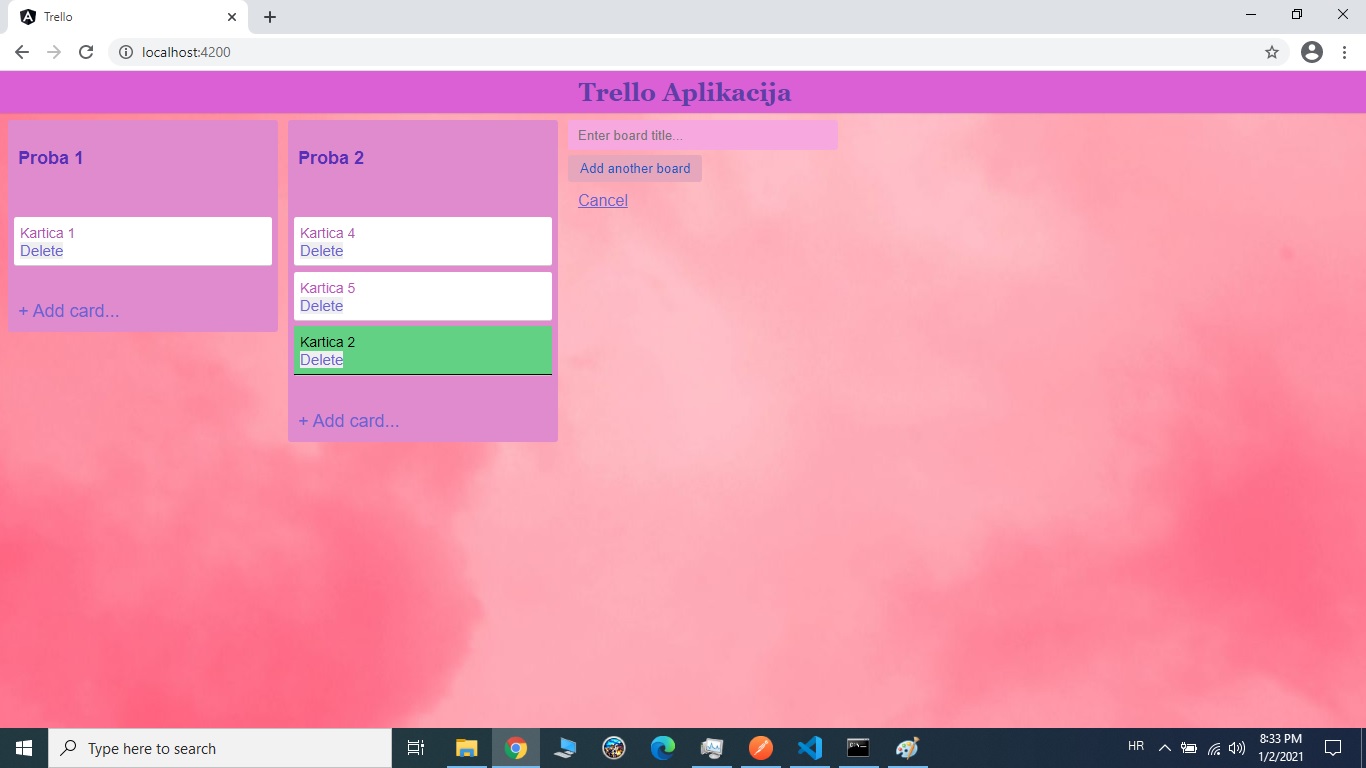 Trello
localhost:4200
Trello Aplikacija
Proba 1
Kartica 1
Delete
+ Add card...
Proba 2
Kartica 4
Delete
Kartica 5
Delete
Kartica 2
Delete
+ Add card...
Enter board title...
Add another board
Cancel
Type here to search
HR
8:33 PM
1/2/2021